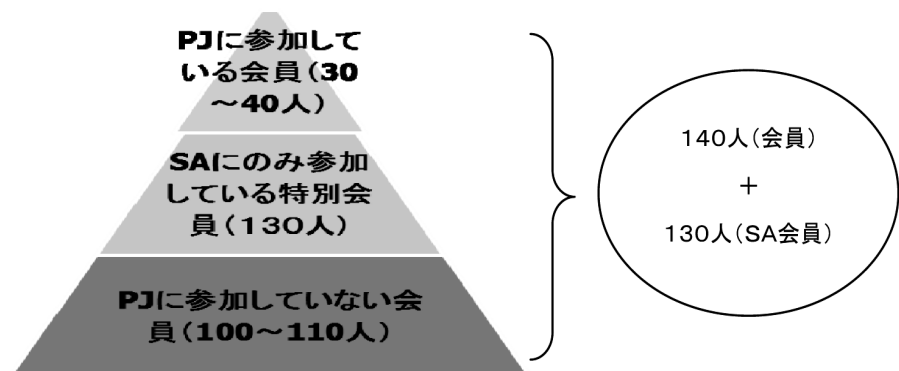 PJに参加して
いる会員(30
～40人)
SAにのみ参加
している特別会
員(130人)
PJに参加していない会
員(100～110人)
140人(会員)
＋
130人(SA会員)